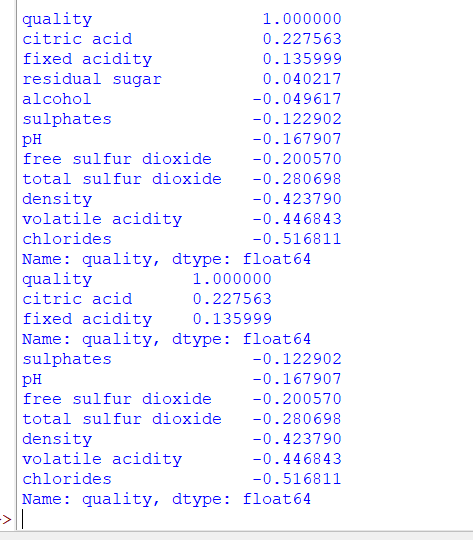 quality                 1.000000
citric acid             0.227563
fixed acidity           0.135999
residual sugar          0.040217
alcohol                -0.049617
sulphates              -0.122902
pH                     -0.167907
free sulfur dioxide    -0.200570
total sulfur dioxide   -0.280698
density                -0.423790
volatile acidity       -0.446843
chlorides              -0.516811
Name: quality, dtype: float64
quality          1.000000
citric acid      0.227563
fixed acidity    0.135999
Name: quality, dtype: float64
sulphates              -0.122902
pH                     -0.167907
free sulfur dioxide    -0.200570
total sulfur dioxide   -0.280698
density                -0.423790
volatile acidity       -0.446843
chlorides              -0.516811
Name: quality, dtype: float64
>